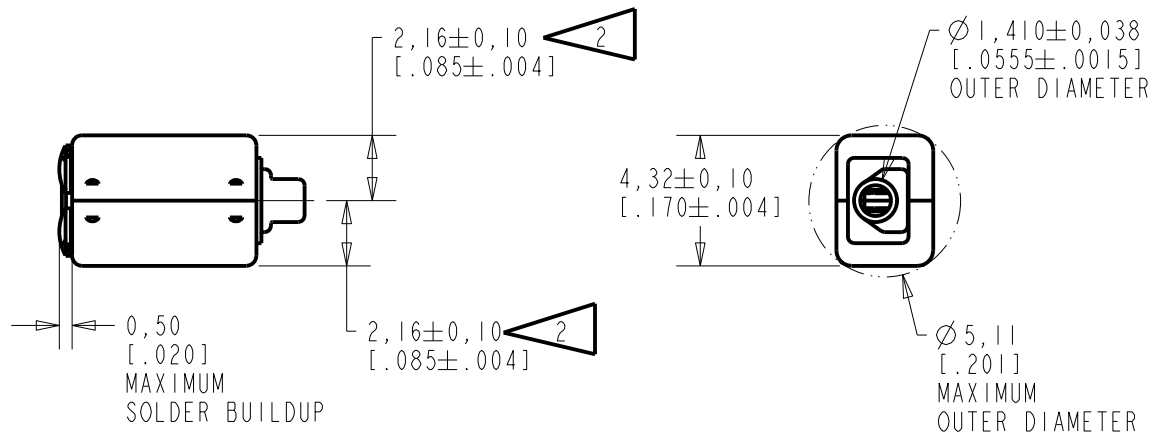 2,16±0,10 2
[.085±.004]
Ø1,410±0,038
[.0555±.0015]
OUTER DIAMETER
4,32±0,10
[.170±.004]
0,50
[.020]
MAXIMUM
SOLDER BUILDUP
2,16±0,10 2
[.085±.004]
Ø5,11
[.201]
MAXIMUM
OUTER DIAMETER